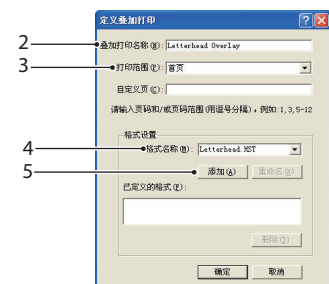 定义叠加打印
2 叠加打印名称(N): Letterhead Overlay
3 打印范围(P): 首页
自定义页(C):
请输入页码和/或页码范围(用逗号分隔),例如:1,3,5-12
格式设置
4 格式名称(M): Letterhead.MST
5 添加(A) 重命名(R)
已定义的格式(F):
删除(D)
确定 取消